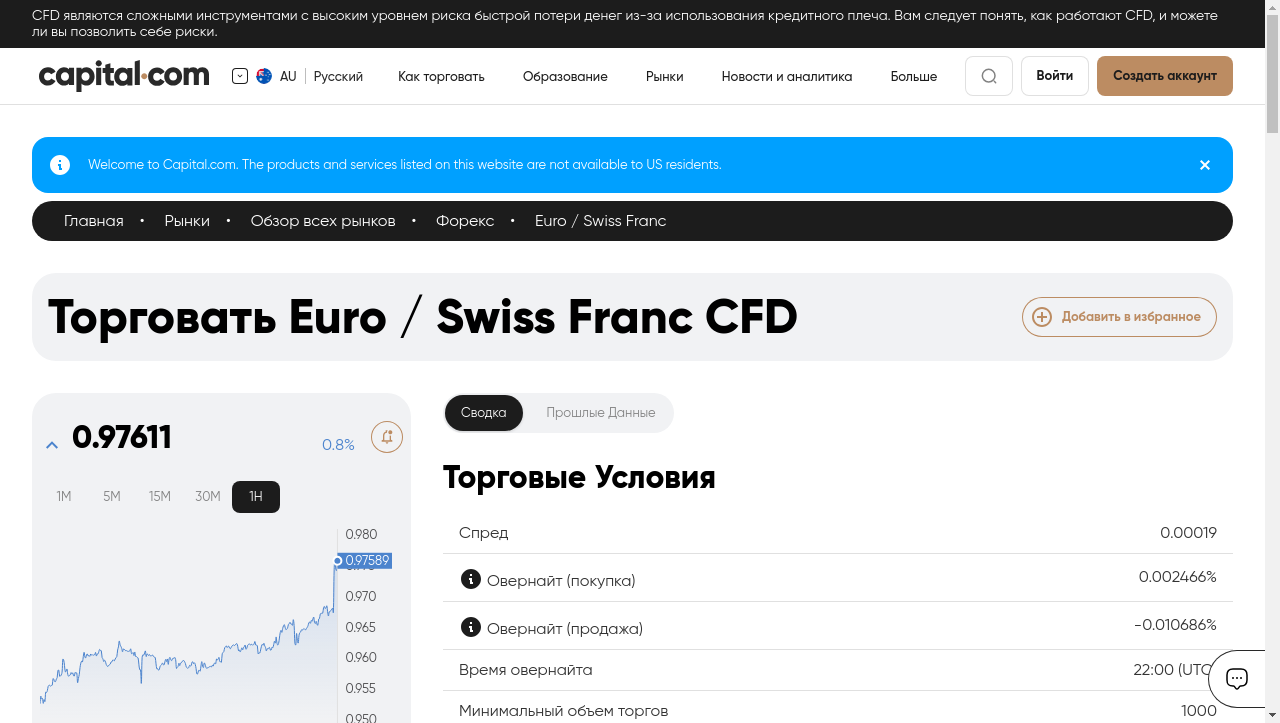 CFD являются сложными инструментами с высоким уровнем риска быстрой потери денег из-за использования кредитного плеча. Вам следует понять, как работают CFD, и можете
ли вы позволить себе риски.
capital.com AU Русский Как торговать Образование Рынки Новости и аналитика Больше Войти Создать аккаунт
Welcome to Capital.com. The products and services listed on this website are not available to US residents.
Главная • Рынки • Обзор всех рынков • Форекс • Euro / Swiss Franc
Торговать Euro / Swiss Franc CFD
Добавить в избранное
0.97611
0.8%
1M 5M 15M 30M 1H
0.980
0.97589
0.970
0.965
0.960
0.955
0.950
Сводка Прошлые Данные
Торговые Условия
Спред 0.00019
Овернайт (покупка) 0.002466%
Овернайт (продажа) -0.010686%
Время овернайта 22:00 (UTC)
Минимальный объем торгов 1000